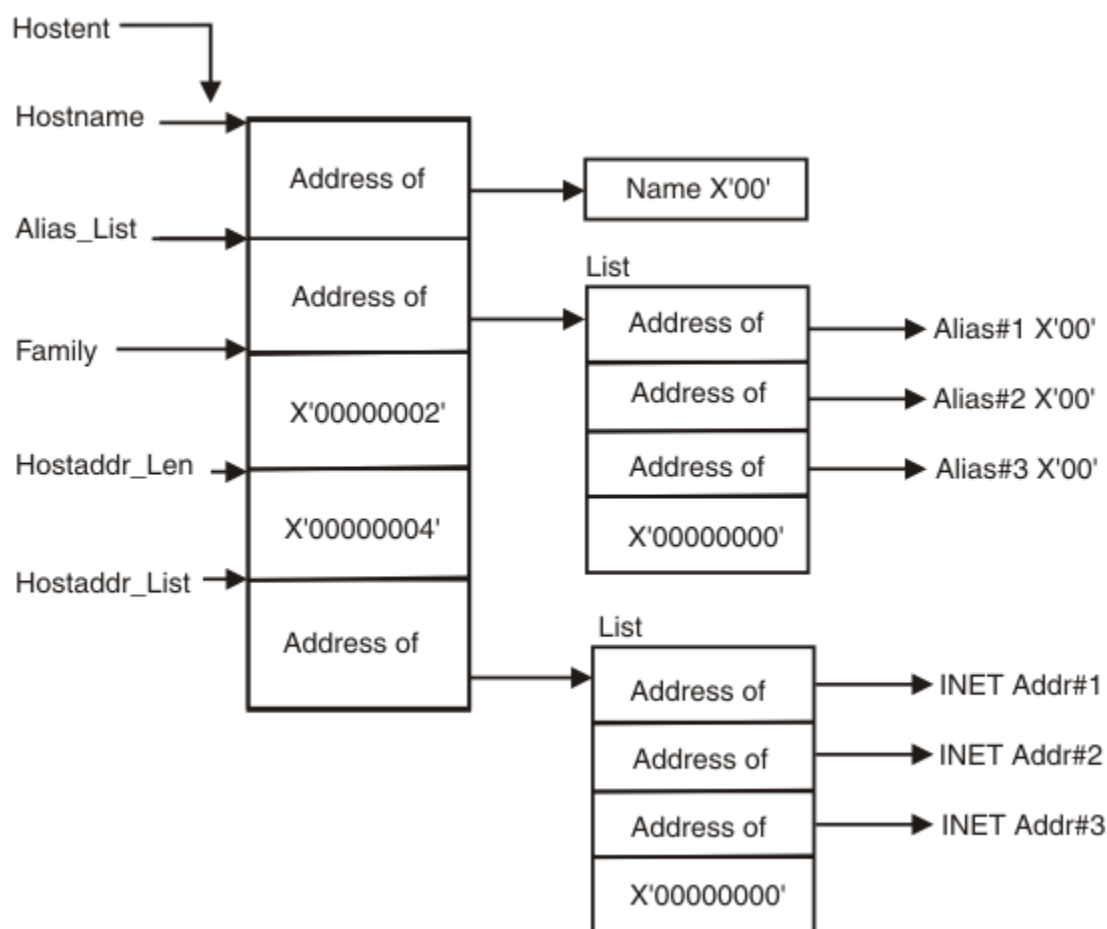 Hostent
Hostname
Address of
Name X'00'
Alias_List
Address of
List
Address of
Alias#1 X'00'
Family
X'00000002'
Address of
Alias#2 X'00'
Hostaddr_Len
Address of
Alias#3 X'00'
X'00000004'
X'00000000'
Hostaddr_List
Address of
List
Address of
INET Addr#1
Address of
INET Addr#2
Address of
INET Addr#3
X'00000000'